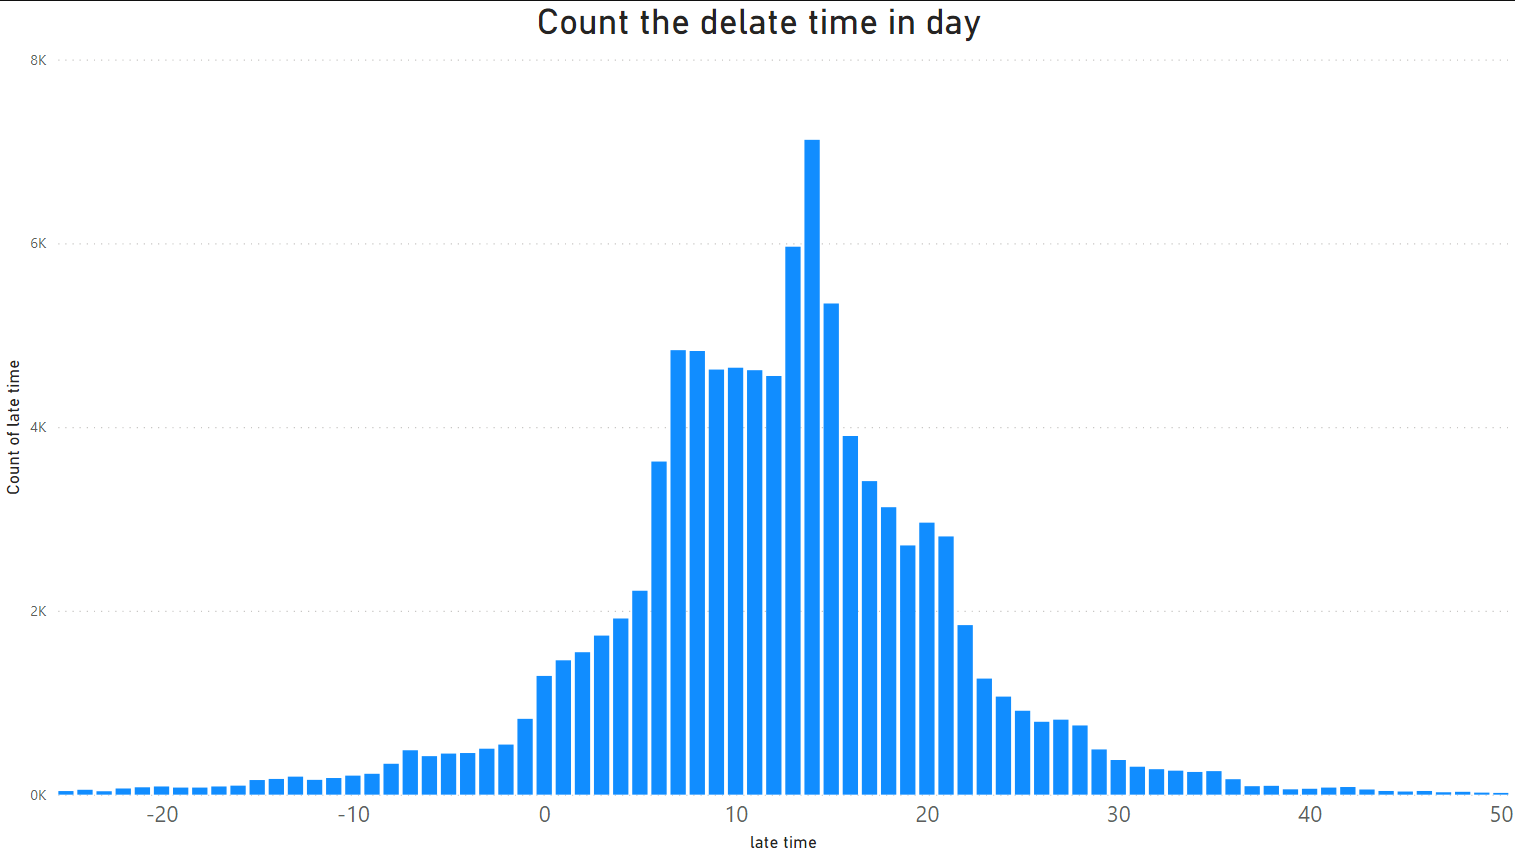 Count the delate time in day
8K
6K
4K
2K
0K
Count of late time
-20 -10 0 10 20 30 40 50
late time